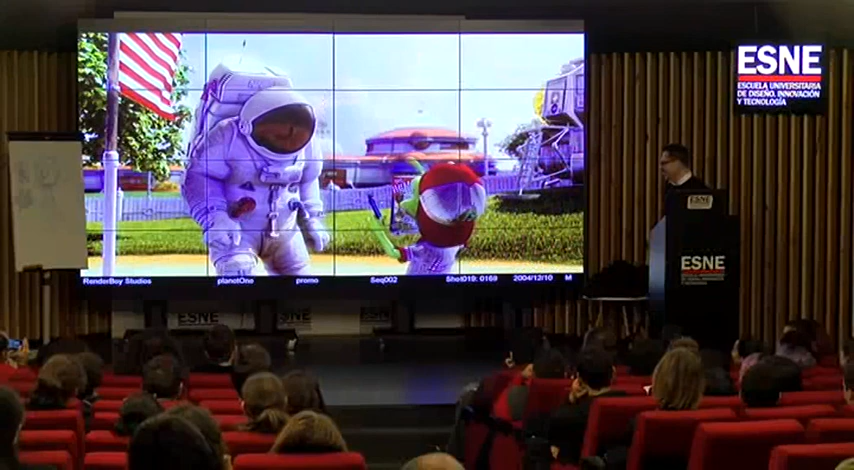 ESNE
ESCUELA UNIVERSITARIA
DE DISEÑO, INNOVACIÓN
Y TECNOLOGÍA
RenderBoy Studios planetOne promo Seq002 Shot019: 0169 2004/12/10 M
ESNE
ESNE
ESNE
ESNE